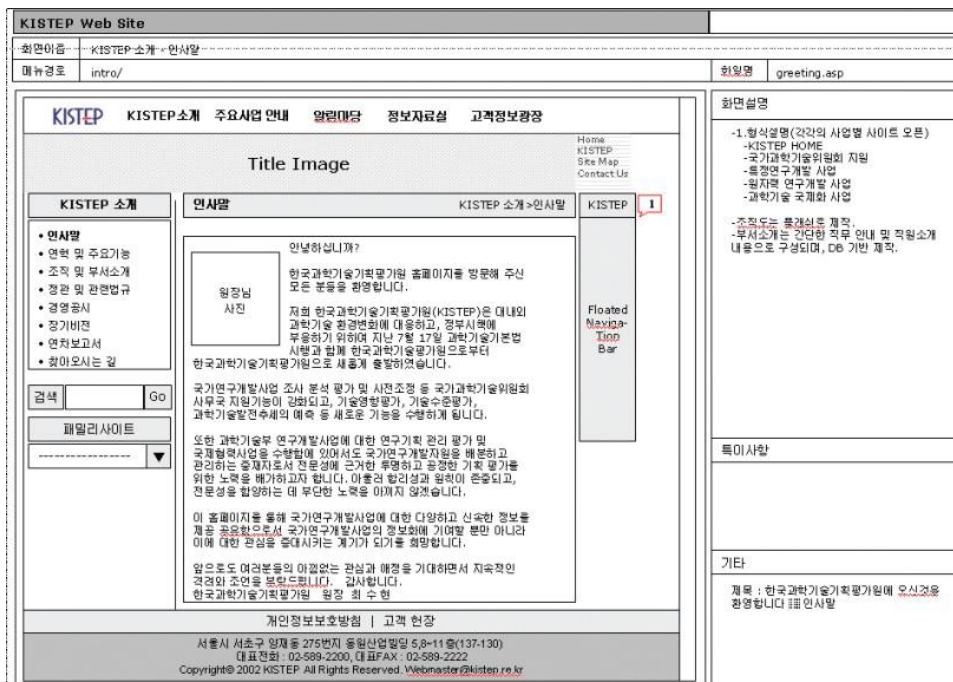 KISTEP Web Site
화면이름 KISTEP 소개 - 인사말
메뉴경로 intro/
화일명 greeting.asp
KISTEP KISTEP소개 주요사업 안내 알림마당 정보자료실 고객정보광장
Title Image
Home
KISTEP
Site Map
Contact Us
KISTEP 소개
• 인사말
• 연혁 및 주요기능
• 조직 및 부서소개
• 정관 및 관련법규
• 경영공시
• 장기비젼
• 연차보고서
• 찾아오시는 길
검색 Go
패밀리사이트
-----------------
인사말 KISTEP 소개>인사말
원장님
사진
안녕하십니까?
한국과학기술기획평가원 홈페이지를 방문해 주신
모든 분들을 환영합니다.
저희 한국과학기술기획평가원(KISTEP)은 대내외
과학기술 환경변화에 대응하고, 정부시책에
부응하기 위하여 지난 7월 17일 과학기술기본법
시행과 함께 한국과학기술평가원으로부터
한국과학기술기획평가원으로 새롭게 출발하였습니다.
국가연구개발사업 조사 분석 평가 및 사전조정 등 국가과학기술위원회
사무국 지원기능이 강화되고, 기술영향평가, 기술수준평가,
과학기술발전추세의 예측 등 새로운 기능을 수행하게 됩니다.
또한 과학기술부 연구개발사업에 대한 연구기획 관리 평가 및
국제협력사업을 수행함에 있어서도 국가연구개발자원을 배분하고
관리하는 중재자로서 전문성에 근거한 투명하고 공정한 기획 평가를
위한 노력을 배가하고자 합니다. 아울러 합리성과 원칙이 존중되고,
전문성을 함양하는 데 부단한 노력을 아끼지 않겠습니다.
이 홈페이지를 통해 국가연구개발사업에 대한 다양하고 신속한 정보를
제공 공유함으로서 국가연구개발사업의 정보화에 기여할 뿐만 아니라
이에 대한 관심을 증대시키는 계기가 되기를 희망합니다.
앞으로도 여러분들의 아낌없는 관심과 애정을 기대하면서 지속적인
격려와 조언을 부탁드립니다. 감사합니다.
한국과학기술기획평가원 원장 최 수 현
KISTEP 1
Floated
Naviga-
Tion
Bar
개인정보보호방침 | 고객 헌장
서울시 서초구 양재동 275번지 동원산업빌딩 5,8~11층(137-130)
대표전화 : 02-589-2200, 대표FAX : 02-589-2222
Copyright© 2002 KISTEP All Rights Reserved. Webmaster@kistep.re.kr
화면설명
-1.형식설명(각각의 사업별 사이트 오픈)
-KISTEP HOME
-국가과학기술위원회 지원
-특정연구개발 사업
-원자력 연구개발 사업
-과학기술 국제화 사업
-조직도는 플래쉬로 제작.
-부서소개는 간단한 직무 안내 및 직원소개
내용으로 구성되며, DB 기반 제작.
특이사항
기타
제목 : 한국과학기술기획평가원에 오신것을
환영합니다 인사말